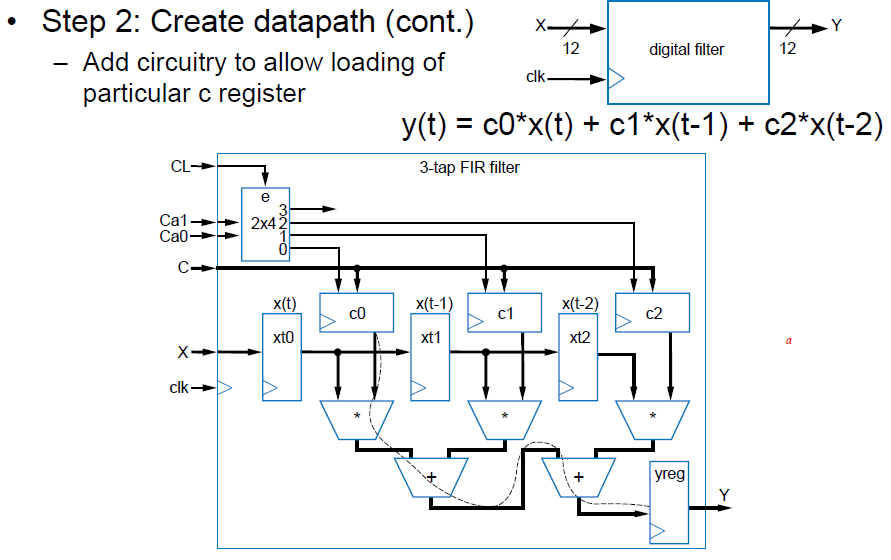 • Step 2: Create datapath (cont.)
– Add circuitry to allow loading of
particular c register
X
12
digital filter
Y
12
clk
y(t) = c0*x(t) + c1*x(t-1) + c2*x(t-2)
3-tap FIR filter
CL
e
3
Ca1
2x4 2
Ca0
1
0
C
x(t)
c0
x(t-1)
c1
x(t-2)
c2
xt0
xt1
xt2
a
X
clk
*
*
*
+
+
yreg
Y